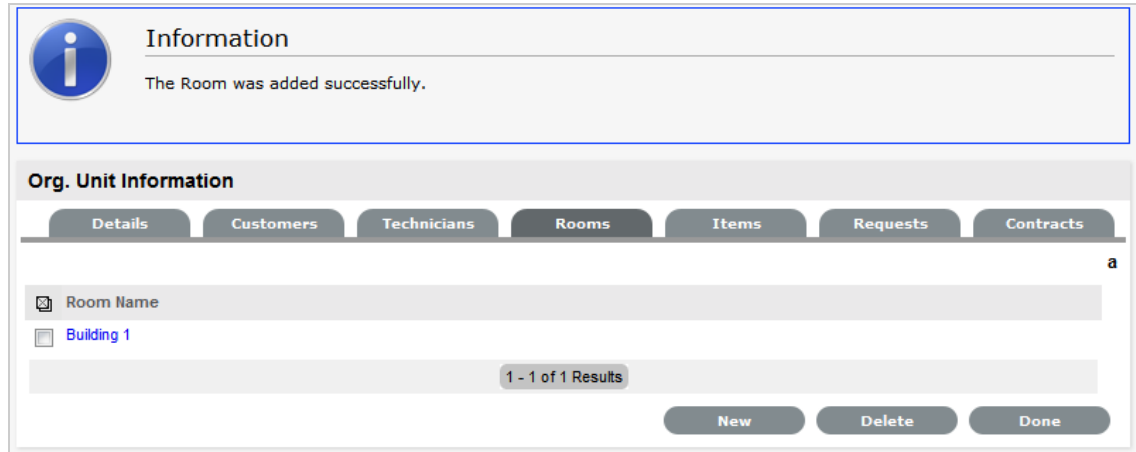 Information
The Room was added successfully.
Org. Unit Information
Details Customers Technicians Rooms Items Requests Contracts
a
Room Name
Building 1
1 - 1 of 1 Results
New Delete Done